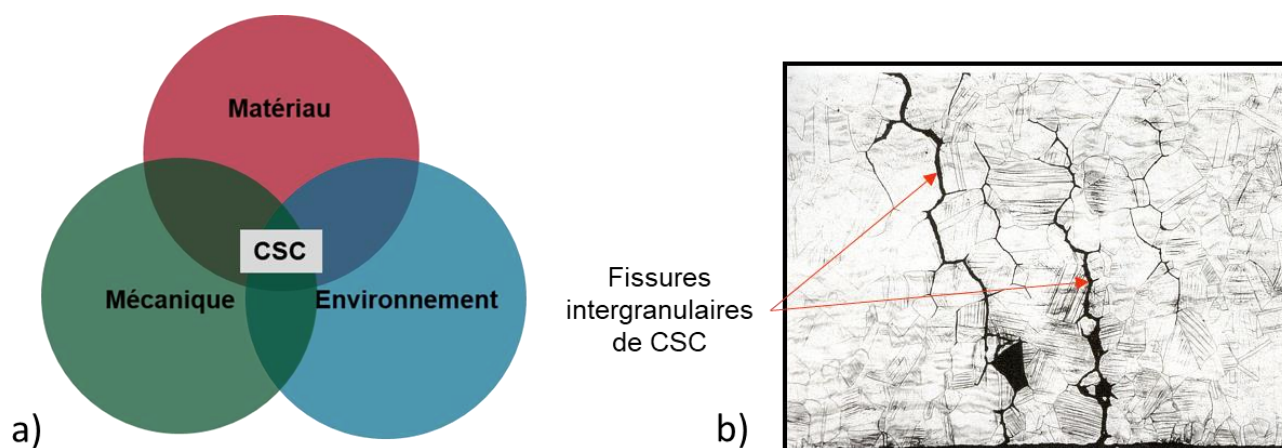 Matériau
CSC
Mécanique
Environnement
a)
Fissures
intergranulaires
de CSC
b)